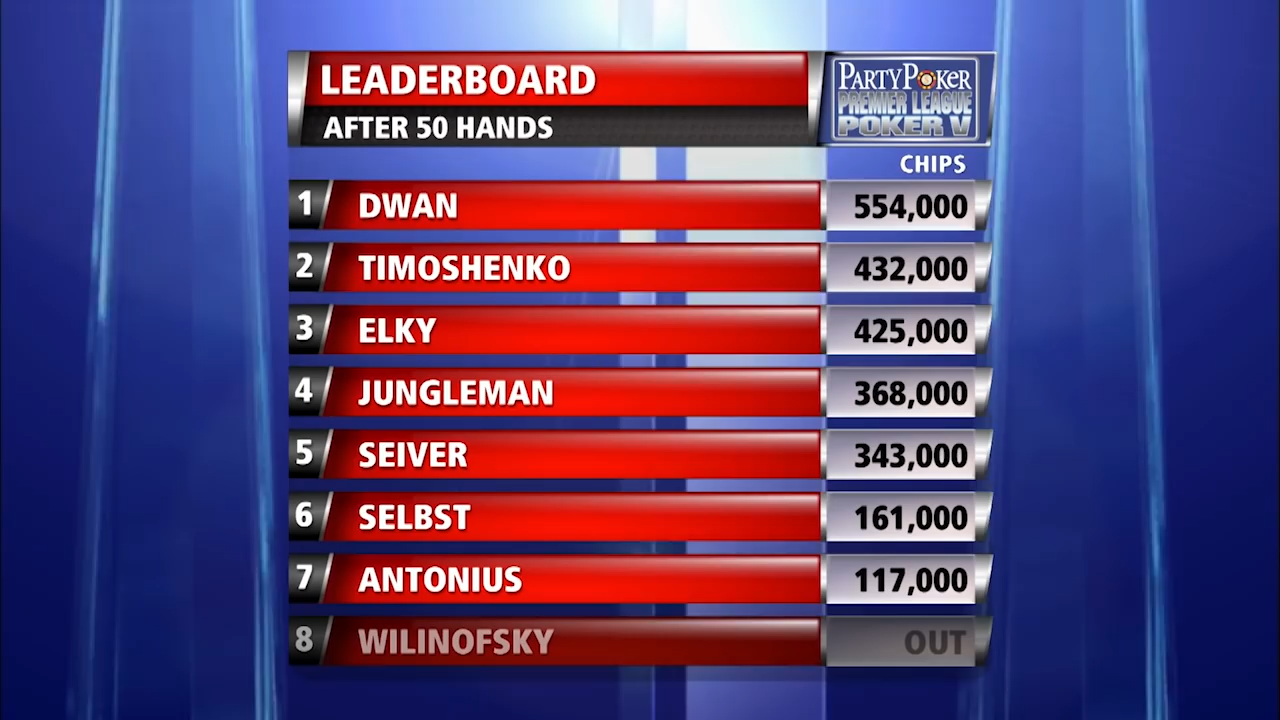 LEADERBOARD
AFTER 50 HANDS
PARTYPOKER
PREMIER LEAGUE
POKER V
CHIPS
1 DWAN 554,000
2 TIMOSHENKO 432,000
3 ELKY 425,000
4 JUNGLEMAN 368,000
5 SEIVER 343,000
6 SELBST 161,000
7 ANTONIUS 117,000
8 WILINOFSKY OUT